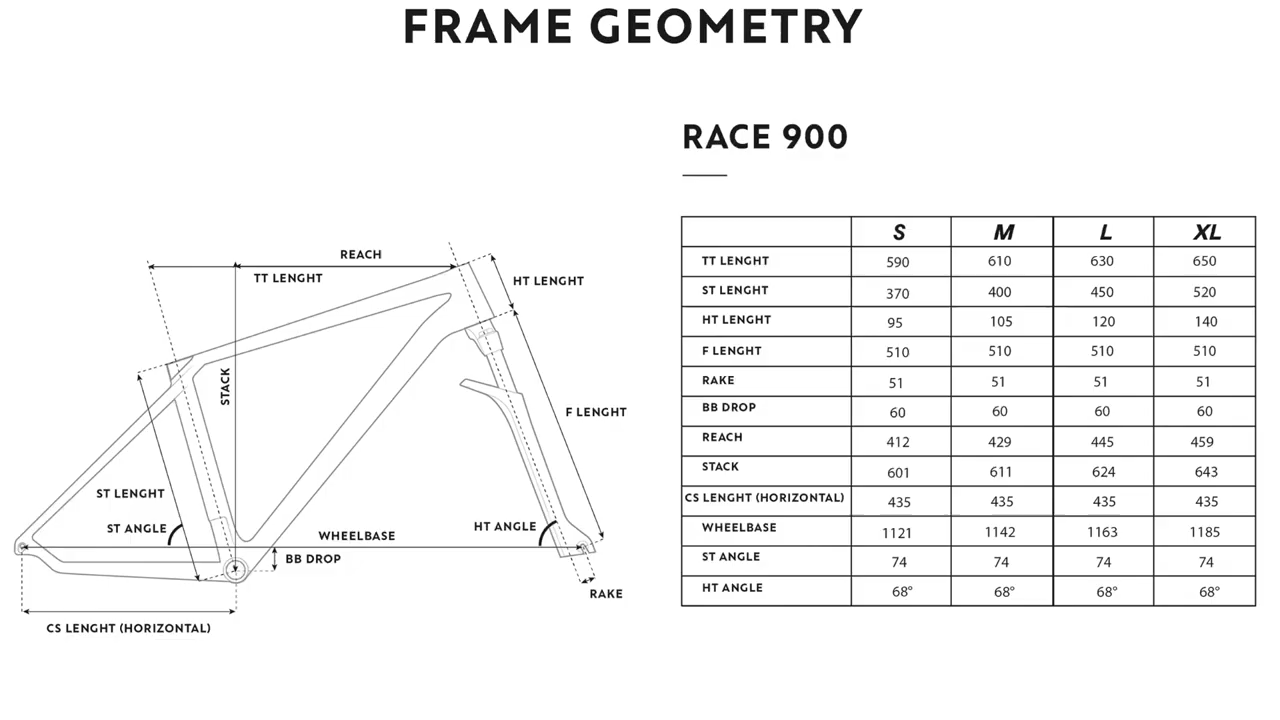 FRAME GEOMETRY
RACE 900
REACH
TT LENGHT
HT LENGHT
STACK
F LENGHT
ST LENGHT
ST ANGLE
HT ANGLE
WHEELBASE
BB DROP
RAKE
CS LENGHT (HORIZONTAL)
S M L XL
TT LENGHT 590 610 630 650
ST LENGHT 370 400 450 520
HT LENGHT 95 105 120 140
F LENGHT 510 510 510 510
RAKE 51 51 51 51
BB DROP 60 60 60 60
REACH 412 429 445 459
STACK 601 611 624 643
CS LENGHT (HORIZONTAL) 435 435 435 435
WHEELBASE 1121 1142 1163 1185
ST ANGLE 74 74 74 74
HT ANGLE 68° 68° 68° 68°